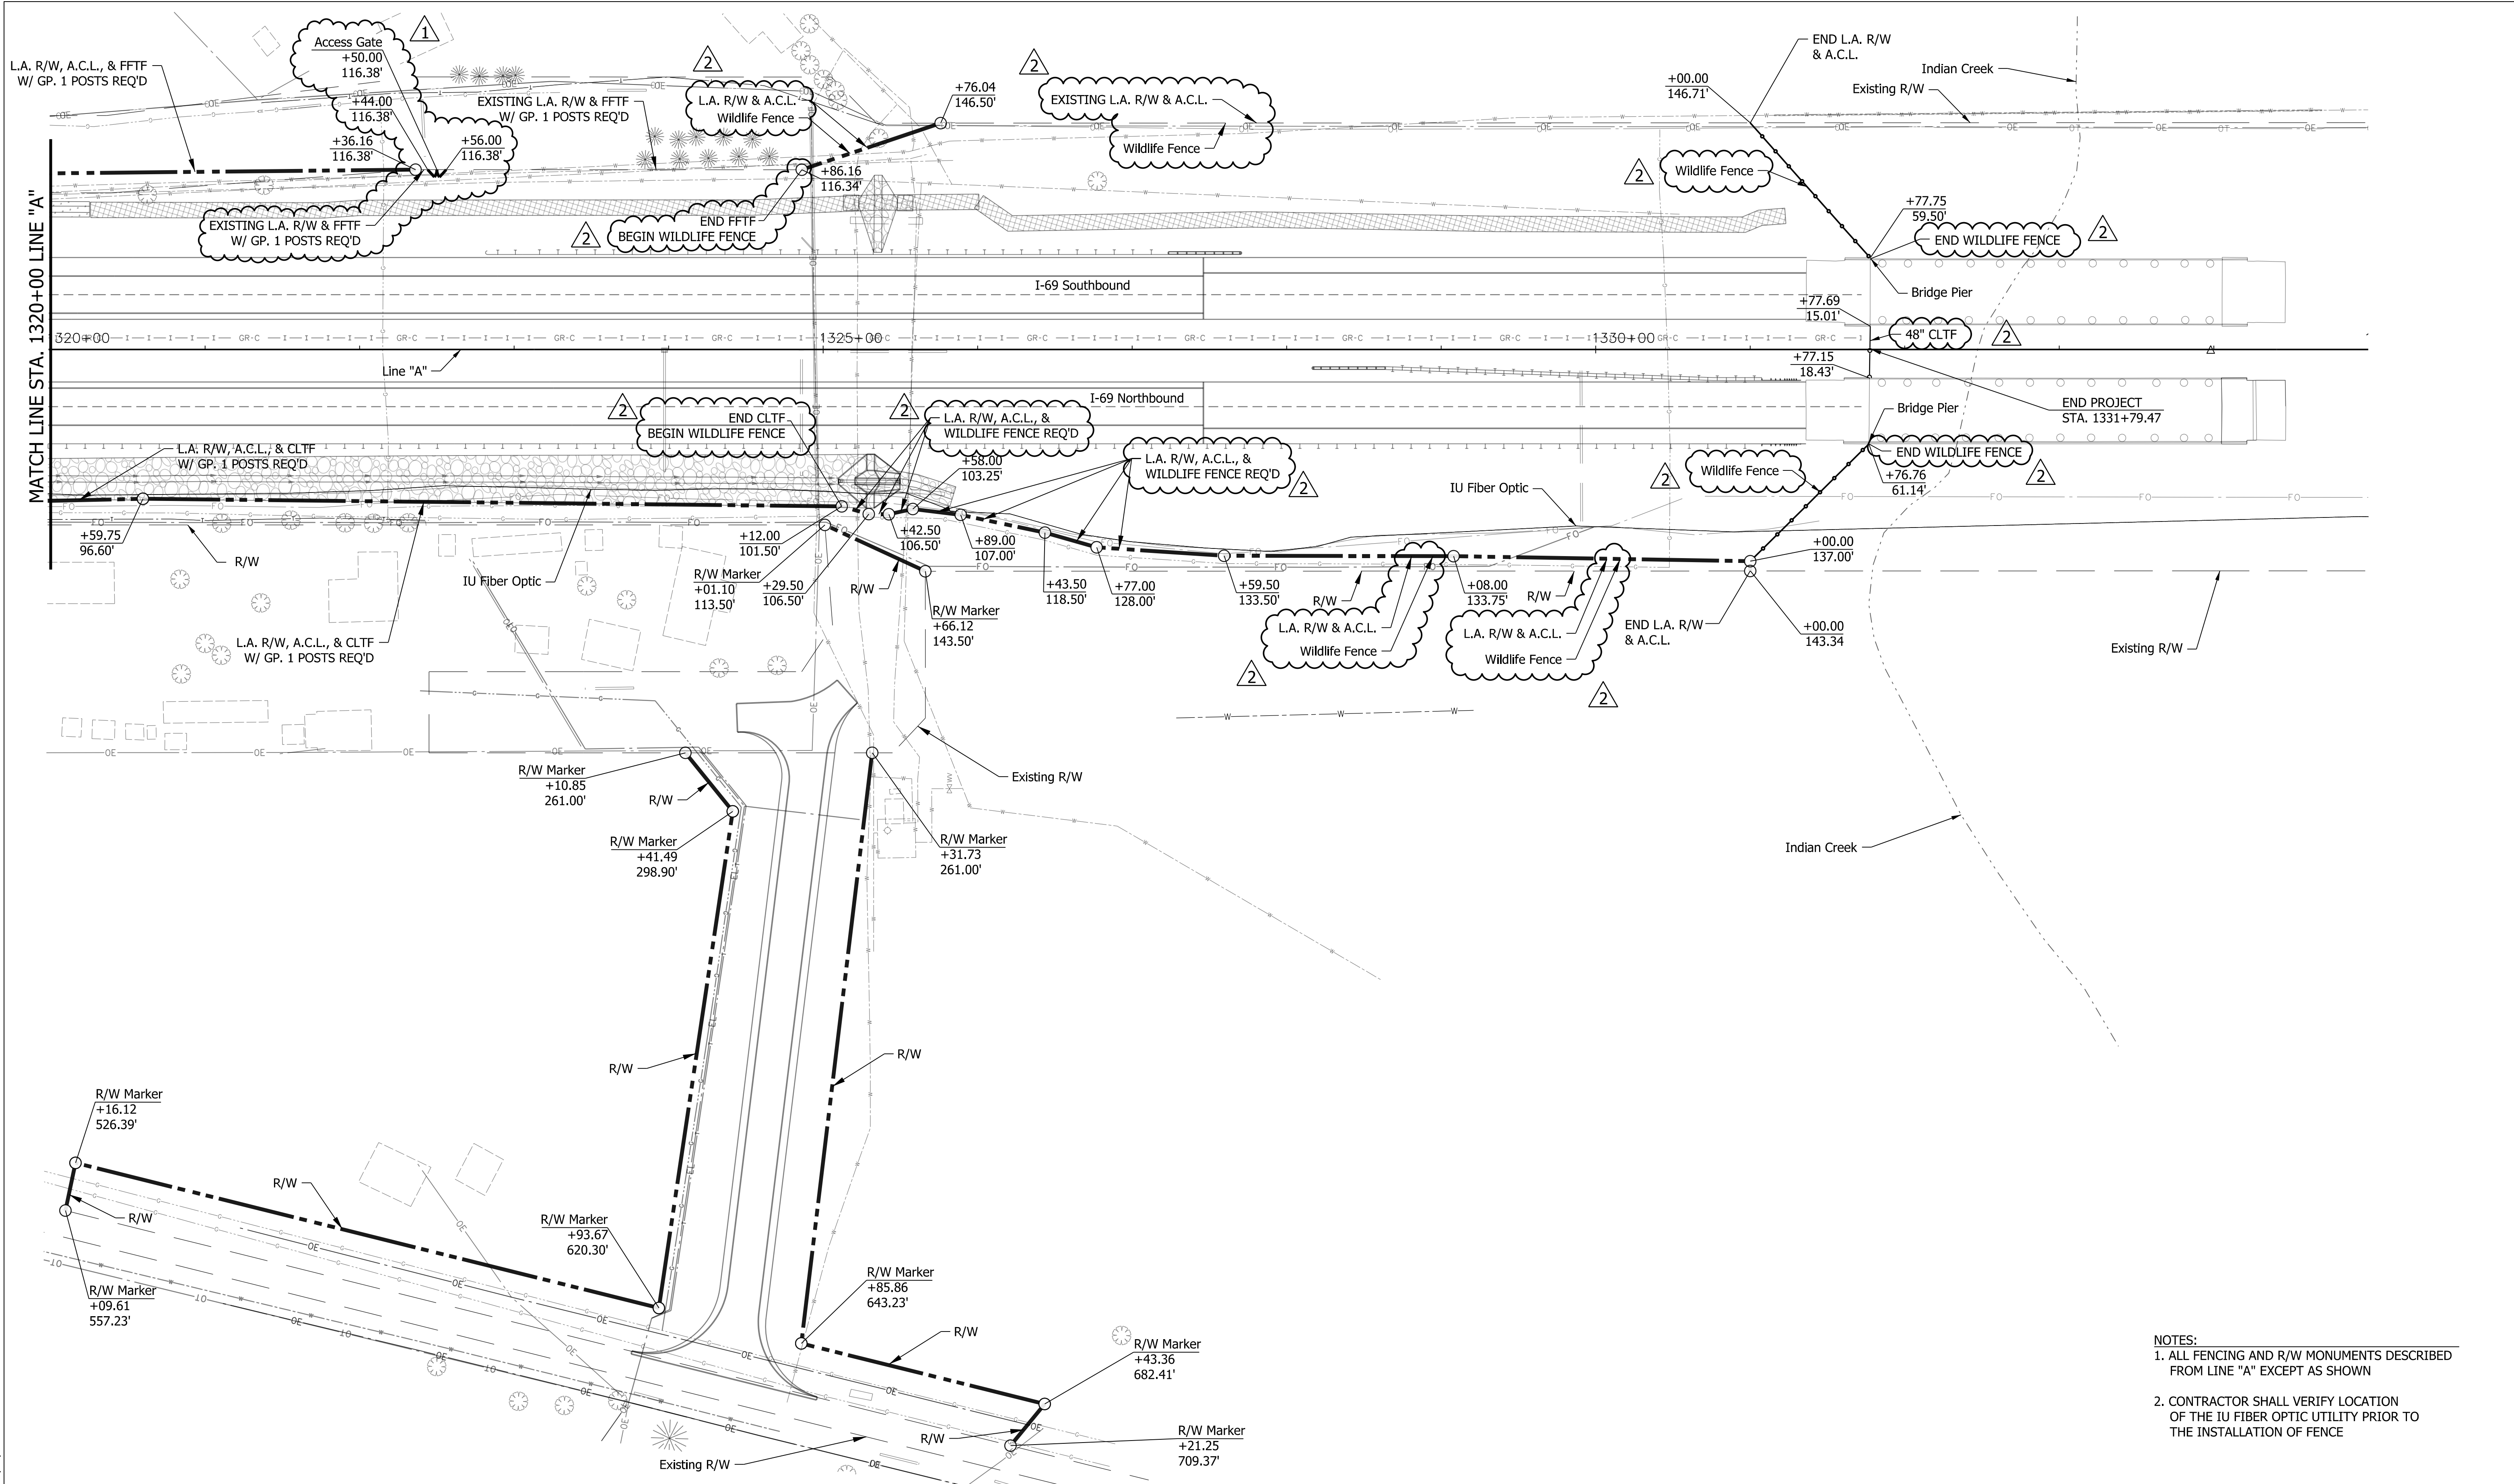 Access Gate
+50.00
116.38'
1
L.A. R/W, A.C.L., & FFTF
W/ GP. 1 POSTS REQ'D
+44.00
116.38'
+36.16
116.38'
+56.00
116.38'
EXISTING L.A. R/W & FFTF
W/ GP. 1 POSTS REQ'D
2
L.A. R/W & A.C.L.
Wildlife Fence
+76.04
146.50'
2
EXISTING L.A. R/W & A.C.L.
Wildlife Fence
+00.00
146.71'
END L.A. R/W
& A.C.L.
Indian Creek
Existing R/W
2
Wildlife Fence
+86.16
116.34'
EXISTING L.A. R/W & FFTF
W/ GP. 1 POSTS REQ'D
2
END FFTF
BEGIN WILDLIFE FENCE
+77.75
59.50'
END WILDLIFE FENCE
2
Bridge Pier
I-69 Southbound
+77.69
15.01'
48" CLTF
2
MATCH LINE STA. 1320+00 LINE "A"
320+00
1325+00
1330+00
GR-C
Line "A"
+77.15
18.43'
I-69 Northbound
END PROJECT
STA. 1331+79.47
Bridge Pier
2
END CLTF
BEGIN WILDLIFE FENCE
2
L.A. R/W, A.C.L., &
WILDLIFE FENCE REQ'D
L.A. R/W, A.C.L., & CLTF
W/ GP. 1 POSTS REQ'D
+58.00
103.25'
L.A. R/W, A.C.L., &
WILDLIFE FENCE REQ'D
2
2
Wildlife Fence
END WILDLIFE FENCE
2
+76.76
61.14'
IU Fiber Optic
+59.75
96.60'
R/W
IU Fiber Optic
+12.00
101.50'
R/W Marker
+01.10
113.50'
+29.50
106.50'
+42.50
106.50'
+89.00
107.00'
R/W
R/W Marker
+66.12
143.50'
+43.50
118.50'
+77.00
128.00'
+59.50
133.50'
R/W
+08.00
133.75'
R/W
+00.00
137.00'
L.A. R/W & A.C.L.
Wildlife Fence
2
L.A. R/W & A.C.L.
Wildlife Fence
2
END L.A. R/W
& A.C.L.
+00.00
143.34
Existing R/W
L.A. R/W, A.C.L., & CLTF
W/ GP. 1 POSTS REQ'D
R/W Marker
+10.85
261.00'
R/W
Existing R/W
R/W Marker
+41.49
298.90'
R/W Marker
+31.73
261.00'
Indian Creek
R/W
R/W
R/W Marker
+16.12
526.39'
R/W
R/W
R/W Marker
+93.67
620.30'
R/W Marker
+09.61
557.23'
R/W Marker
+85.86
643.23'
R/W
R/W Marker
+43.36
682.41'
R/W
R/W Marker
+21.25
709.37'
Existing R/W
NOTES:
1. ALL FENCING AND R/W MONUMENTS DESCRIBED
FROM LINE "A" EXCEPT AS SHOWN
2. CONTRACTOR SHALL VERIFY LOCATION
OF THE IU FIBER OPTIC UTILITY PRIOR TO
THE INSTALLATION OF FENCE